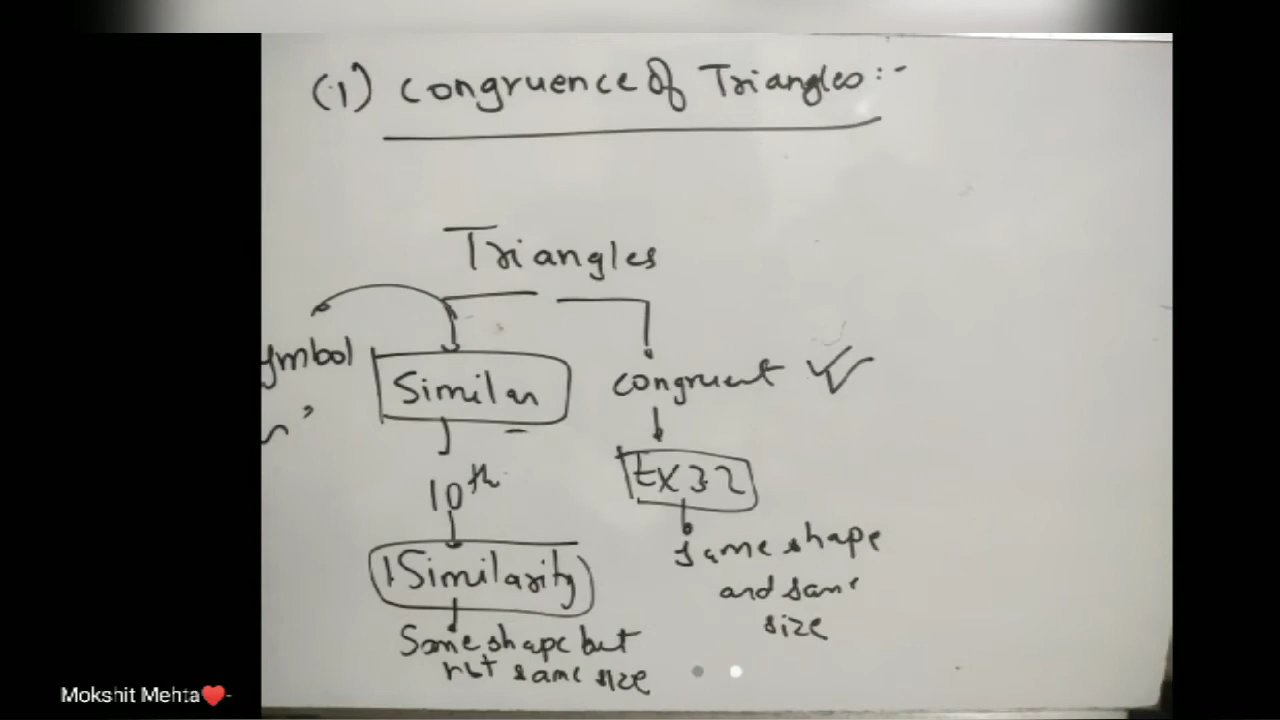 (1) Congruence of Triangles :-
Triangles
ymbol
Similar
congruent
10th
Ex 3.2
Similarity
same shape
and same
size
Same shape but
not same size
Mokshit Mehta❤️-